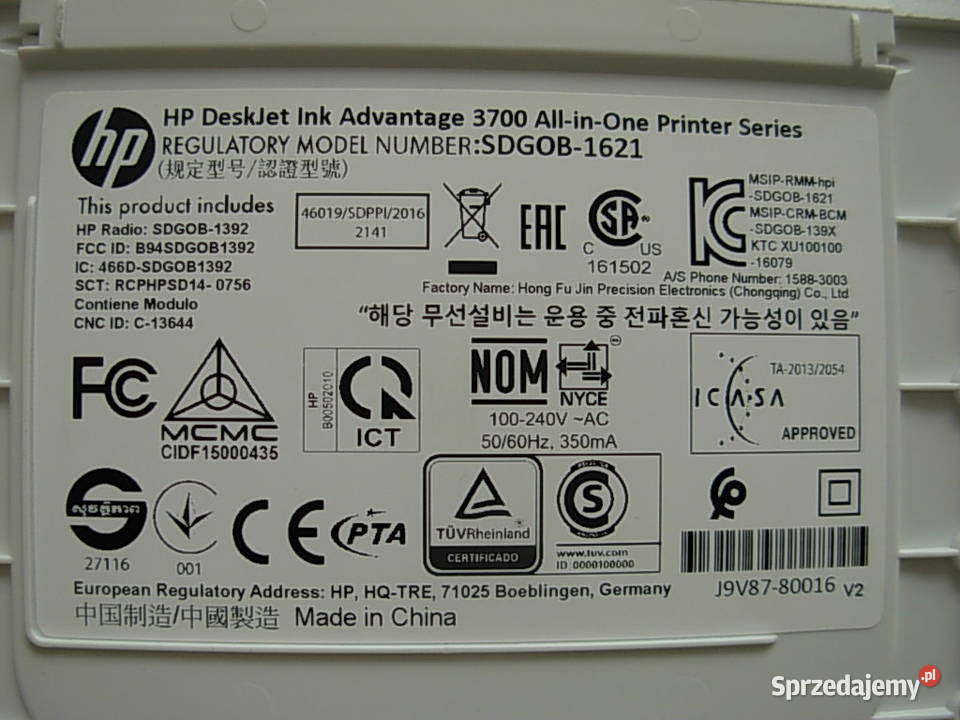 hp
HP DeskJet Ink Advantage 3700 All-in-One Printer Series
REGULATORY MODEL NUMBER:SDGOB-1621
(规定型号/認證型號)
This product includes
HP Radio: SDGOB-1392
FCC ID: B94SDGOB1392
IC: 466D-SDGOB1392
SCT: RCPHPSD14- 0756
Contiene Modulo
CNC ID: C-13644
46019/SDPPI/2016
2141
EAC
SA
C US
161502
MSIP-RMM-hpi
-SDGOB-1621
MSIP-CRM-BCM
-SDGOB-139X
KTC XU100100
-16079
A/S Phone Number: 1588-3003
Factory Name: Hong Fu Jin Precision Electronics (Chongqing) Co., Ltd
“해당 무선설비는 운용 중 전파혼신 가능성이 있음”
FC
MCMC
CIDF15000435
HP
B00502010
ICT
NOM
NYCE
100-240V ~AC
50/60Hz, 350mA
ICASA
TA-2013/2054
APPROVED
27116
001
CE
PTA
TÜVRheinland
CERTIFICADO
S
www.tuv.com
ID 0000100000
J9V87-80016 V2
European Regulatory Address: HP, HQ-TRE, 71025 Boeblingen, Germany
中国制造/中國製造 Made in China
Sprzedajemy.pl